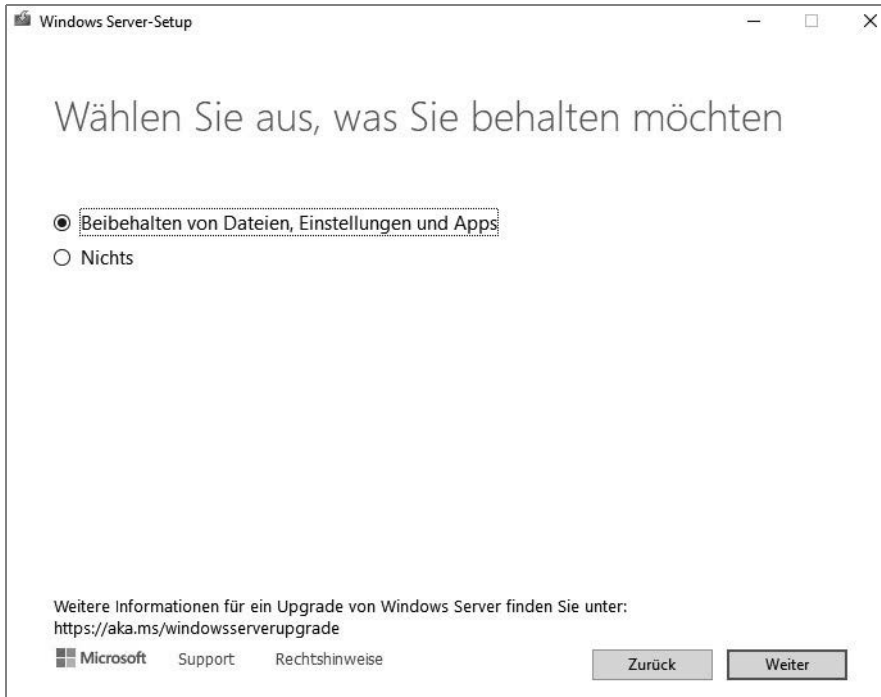 Windows Server-Setup
Wählen Sie aus, was Sie behalten möchten
Beibehalten von Dateien, Einstellungen und Apps
Nichts
Weitere Informationen für ein Upgrade von Windows Server finden Sie unter:
https://aka.ms/windowsserverupgrade
Microsoft Support Rechtshinweise Zurück Weiter